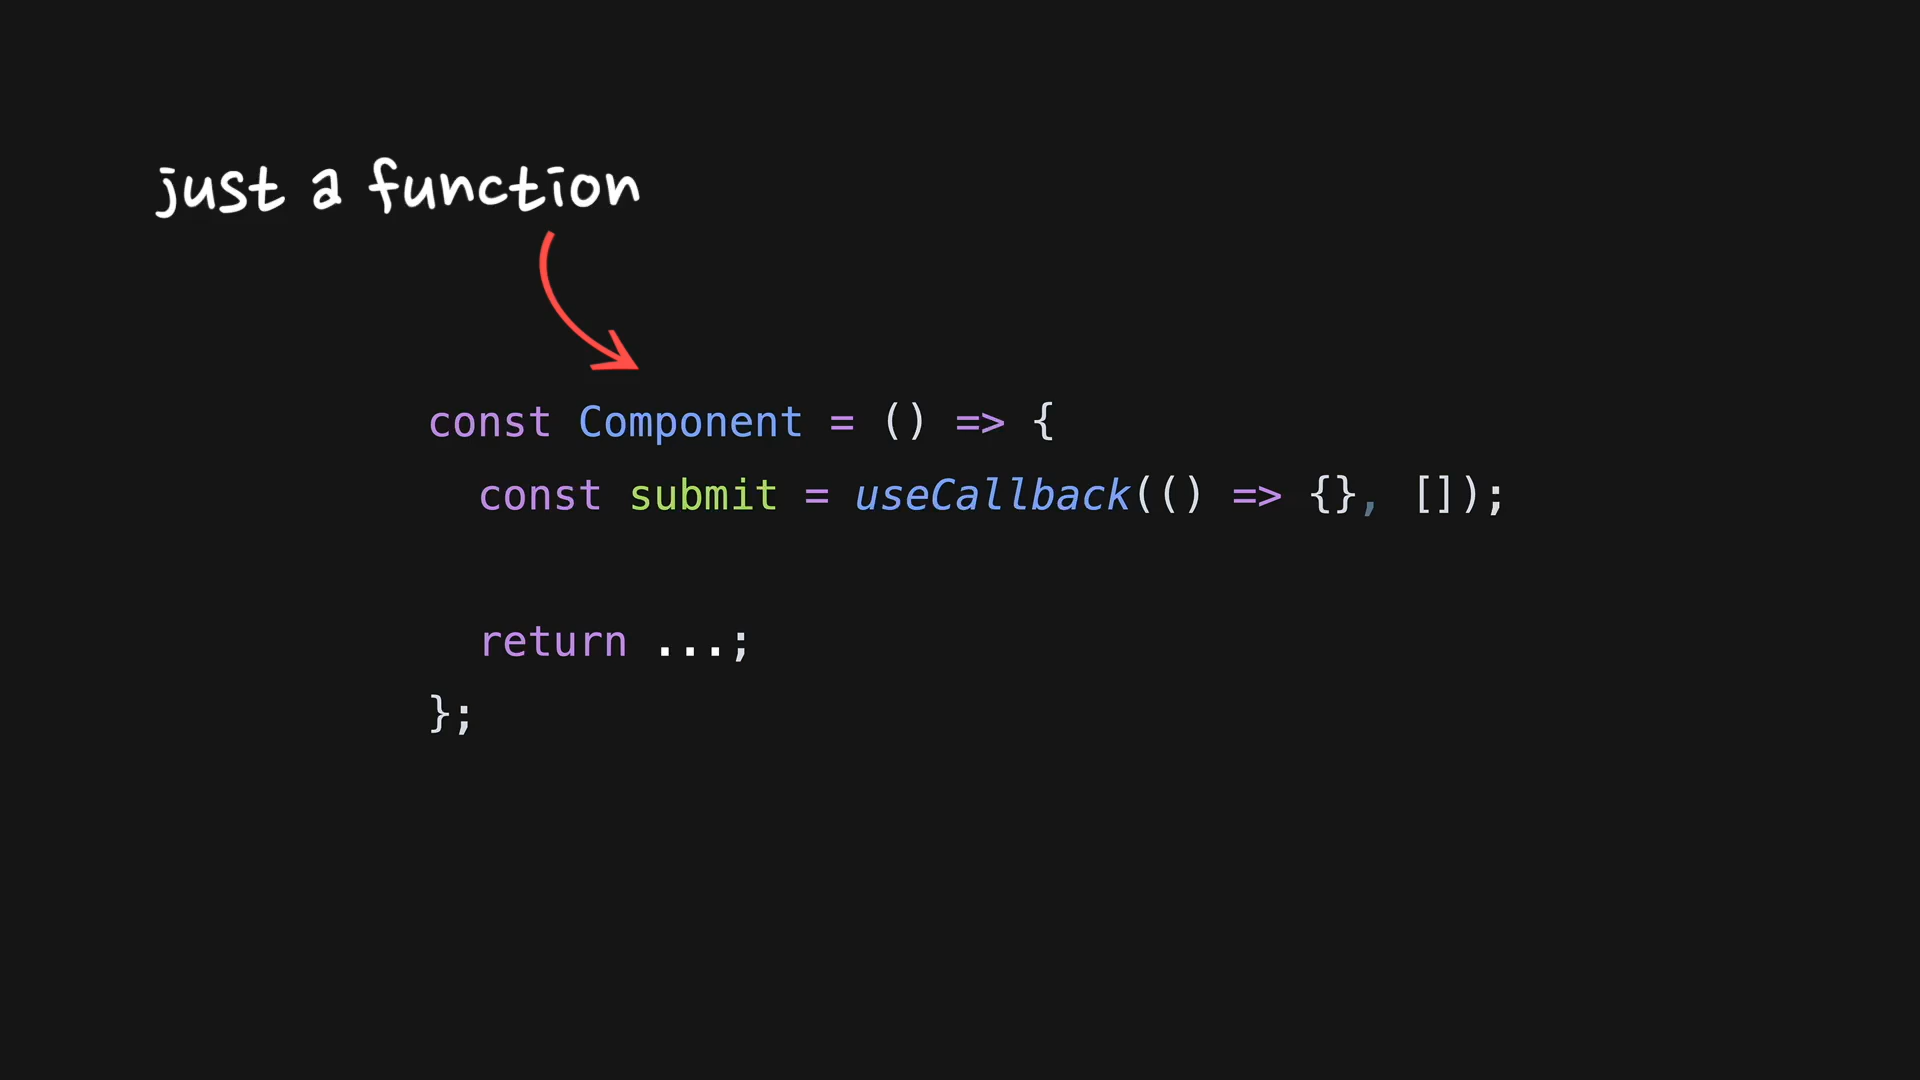 just a function
const Component = () => {
  const submit = useCallback(() => {}, []);
  return ...;
};